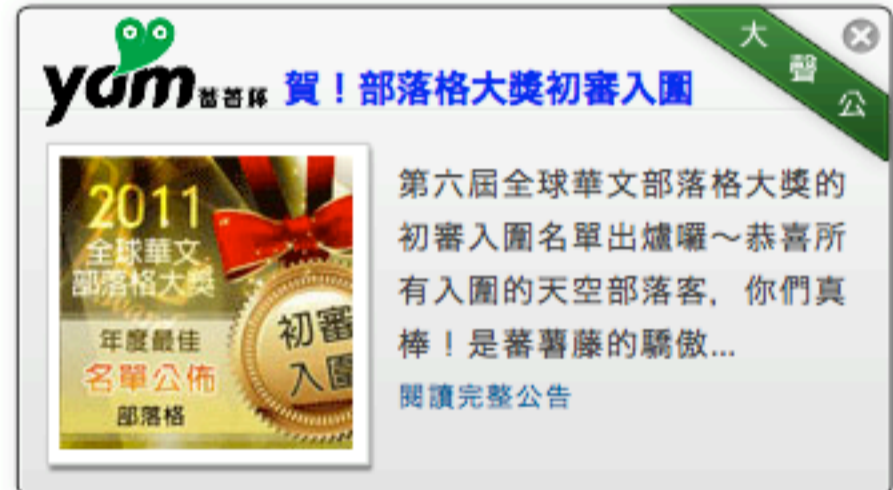 大聲公
yam 蕃薯藤 賀！部落格大獎初審入圍
2011
全球華文
部落格大獎
年度最佳
名單公佈
部落格
初審
入圍
第六屆全球華文部落格大獎的
初審入圍名單出爐囉～恭喜所
有入圍的天空部落客，你們真
棒！是蕃薯藤的驕傲...
閱讀完整公告